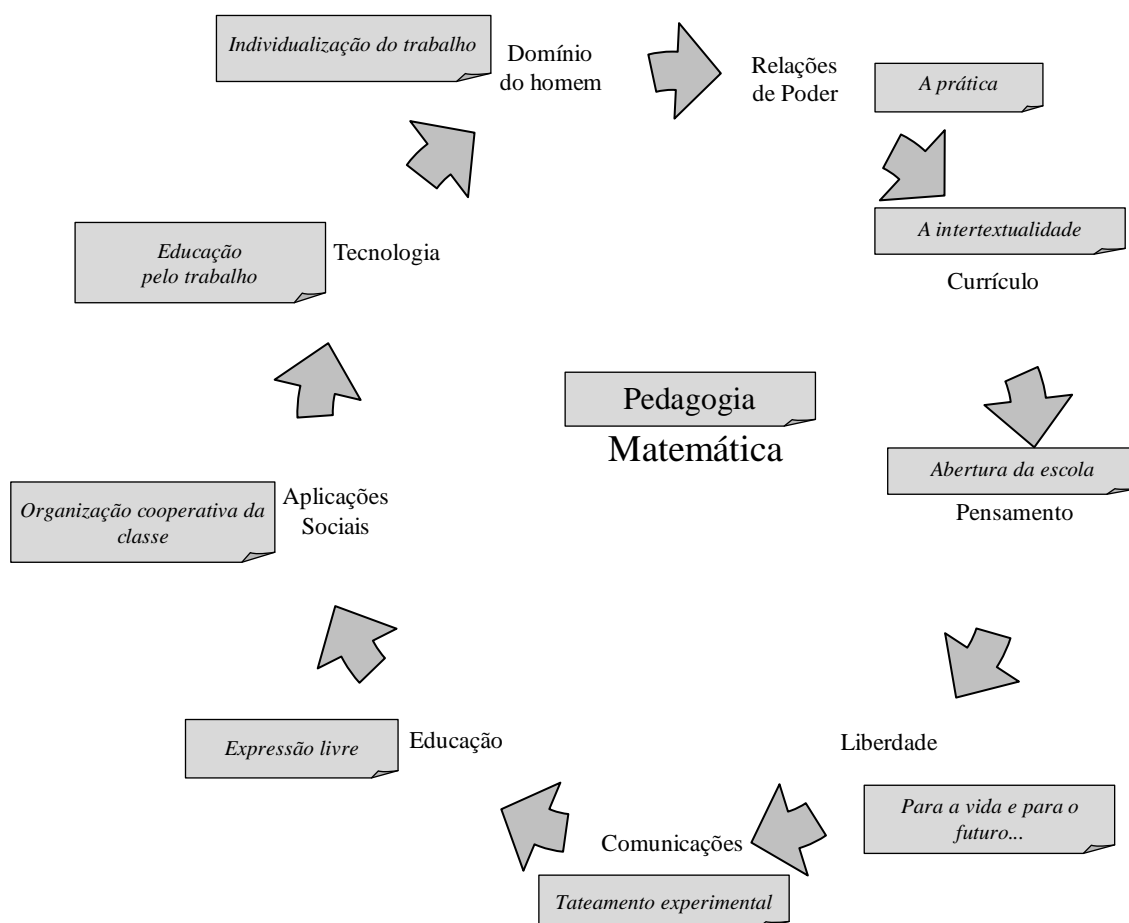 Individualização do trabalho
Domínio
do homem
Relações
de Poder
A prática
A intertextualidade
Currículo
Educação
pelo trabalho
Tecnologia
Pedagogia
Matemática
Abertura da escola
Pensamento
Organização cooperativa da
classe
Aplicações
Sociais
Expressão livre
Educação
Liberdade
Para a vida e para o
futuro...
Comunicações
Tateamento experimental